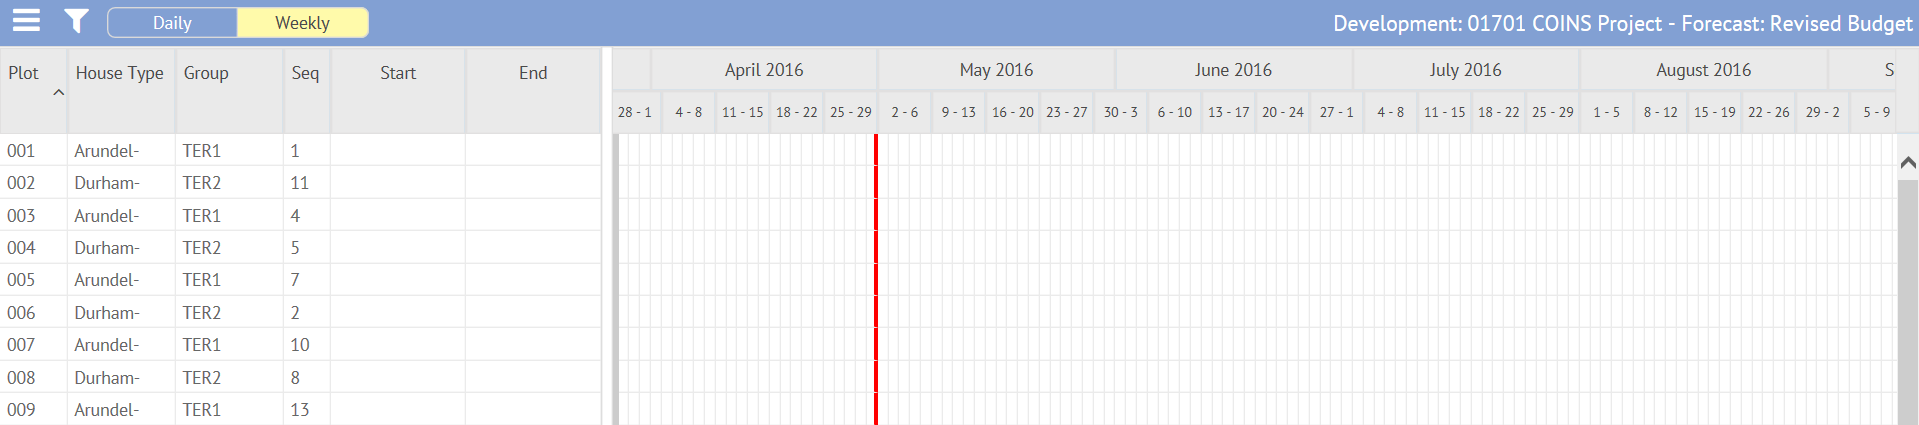 Daily Weekly Development: 01701 COINS Project - Forecast: Revised Budget
Plot House Type Group Seq Start End April 2016 May 2016 June 2016 July 2016 August 2016 S
28 - 1 4 - 8 11 - 15 18 - 22 25 - 29 2 - 6 9 - 13 16 - 20 23 - 27 30 - 3 6 - 10 13 - 17 20 - 24 27 - 1 4 - 8 11 - 15 18 - 22 25 - 29 1 - 5 8 - 12 15 - 19 22 - 26 29 - 2 5 - 9
001 Arundel- TER1 1
002 Durham- TER2 11
003 Arundel- TER1 4
004 Durham- TER2 5
005 Arundel- TER1 7
006 Durham- TER2 2
007 Arundel- TER1 10
008 Durham- TER2 8
009 Arundel- TER1 13